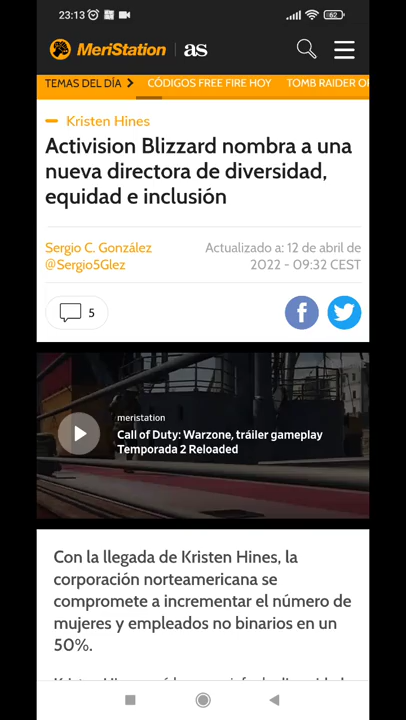 23:13
62
MeriStation | as
TEMAS DEL DÍA CÓDIGOS FREE FIRE HOY TOMB RAIDER
Kristen Hines
Activision Blizzard nombra a una
nueva directora de diversidad,
equidad e inclusión
Sergio C. González
@Sergio5Glez
Actualizado a: 12 de abril de
2022 - 09:32 CEST
5
meristation
Call of Duty: Warzone, tráiler gameplay
Temporada 2 Reloaded
Con la llegada de Kristen Hines, la
corporación norteamericana se
compromete a incrementar el número de
mujeres y empleados no binarios en un
50%.